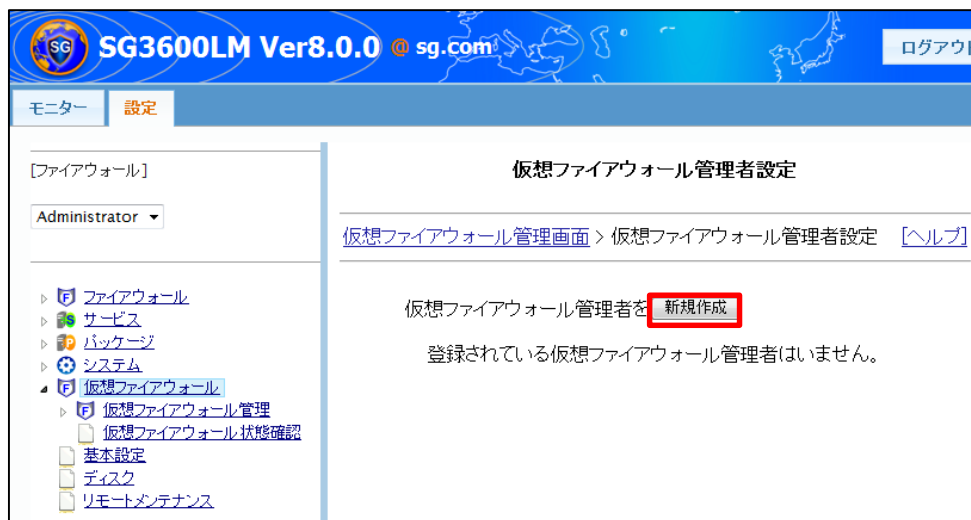 SG
SG3600LM Ver8.0.0 @ sg.com
ログアウ
モニター
設定
[ファイアウォール]
Administrator
ファイアウォール
サービス
パッケージ
システム
仮想ファイアウォール
仮想ファイアウォール管理
仮想ファイアウォール状態確認
基本設定
ディスク
リモートメンテナンス
仮想ファイアウォール管理者設定
仮想ファイアウォール管理画面 > 仮想ファイアウォール管理者設定 [ヘルプ]
仮想ファイアウォール管理者を 新規作成
登録されている仮想ファイアウォール管理者はいません。